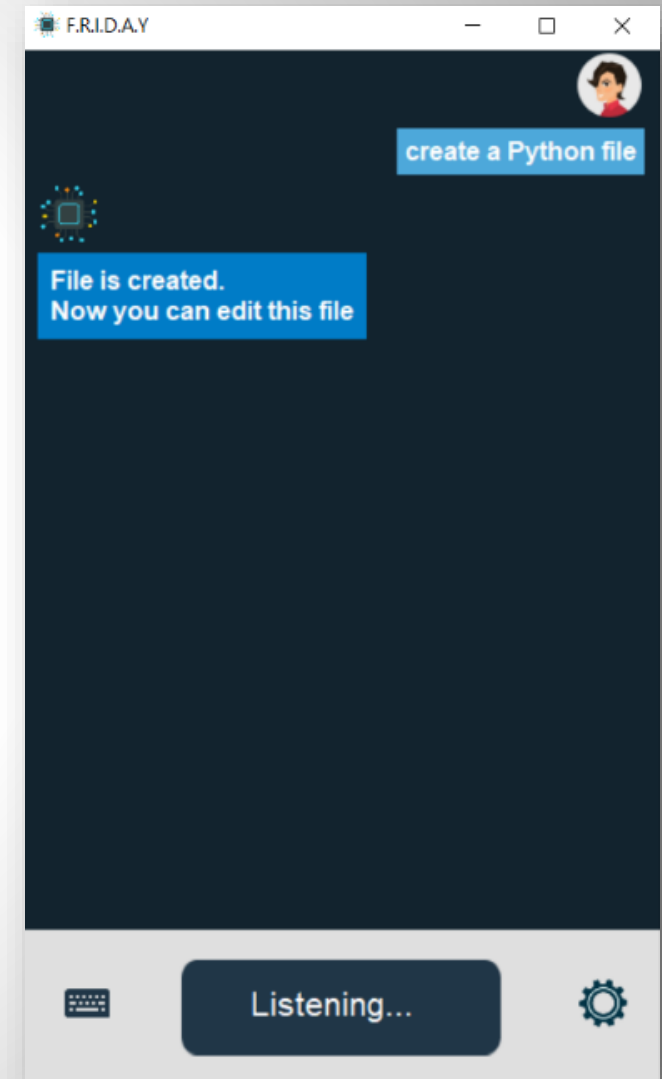 F.R.I.D.A.Y
create a Python file
File is created.
Now you can edit this file
Listening...